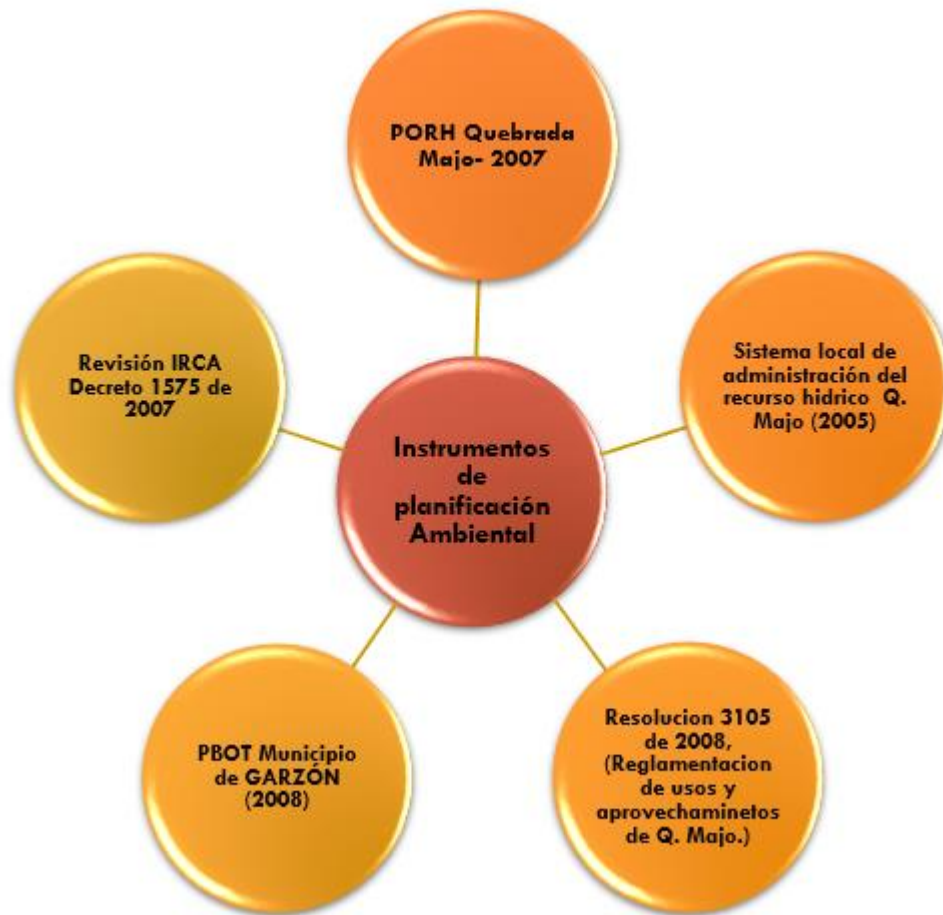 PORH Quebrada
Majo- 2007
Sistema local de
administración del
recurso hidrico Q.
Majo (2005)
Revisión IRCA
Decreto 1575 de
2007
Instrumentos
de
planificación
Ambiental
Resolucion 3105
de 2008,
(Reglamentacion
de usos y
aprovechaminetos
de Q. Majo.)
PBOT Municipio
de GARZÓN
(2008)